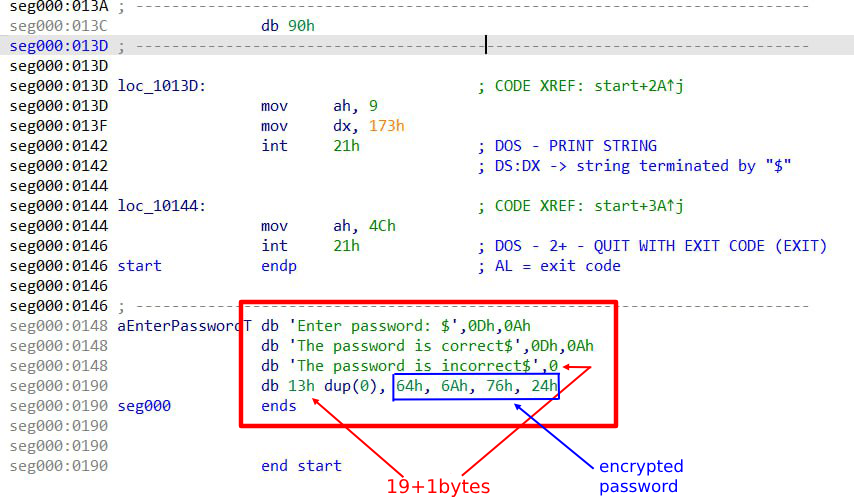 seg000:013A ; ---------------------------------------------------------------------------
seg000:013C db 90h
seg000:013D ; ---------------------------------------------------------------------------
seg000:013D
seg000:013D loc_1013D: ; CODE XREF: start+2A↑j
seg000:013D mov ah, 9
seg000:013F mov dx, 173h
seg000:0142 int 21h ; DOS - PRINT STRING
seg000:0142 ; DS:DX -> string terminated by "$"
seg000:0144
seg000:0144 loc_10144: ; CODE XREF: start+3A↑j
seg000:0144 mov ah, 4Ch
seg000:0146 int 21h ; DOS - 2+ - QUIT WITH EXIT CODE (EXIT)
seg000:0146 start endp ; AL = exit code
seg000:0146
seg000:0146 ; ---------------------------------------------------------------------------
seg000:0148 aEnterPasswordT db 'Enter password: $',0Dh,0Ah
seg000:0148 db 'The password is correct$',0Dh,0Ah
seg000:0148 db 'The password is incorrect$',0
seg000:0190 db 13h dup(0), 64h, 6Ah, 76h, 24h
seg000:0190 seg000 ends
seg000:0190
seg000:0190
seg000:0190 end start
19+1bytes
encrypted
password